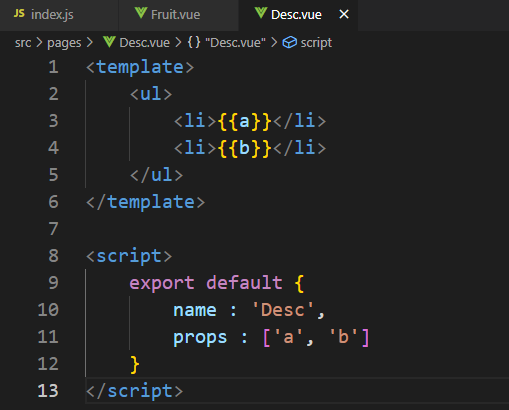 JS index.js Fruit.vue Desc.vue ×
src > pages > Desc.vue > {} "Desc.vue" > script
1 <template>
2 <ul>
3 <li>{{a}}</li>
4 <li>{{b}}</li>
5 </ul>
6 </template>
7
8 <script>
9 export default {
10 name : 'Desc',
11 props : ['a', 'b']
12 }
13 </script>